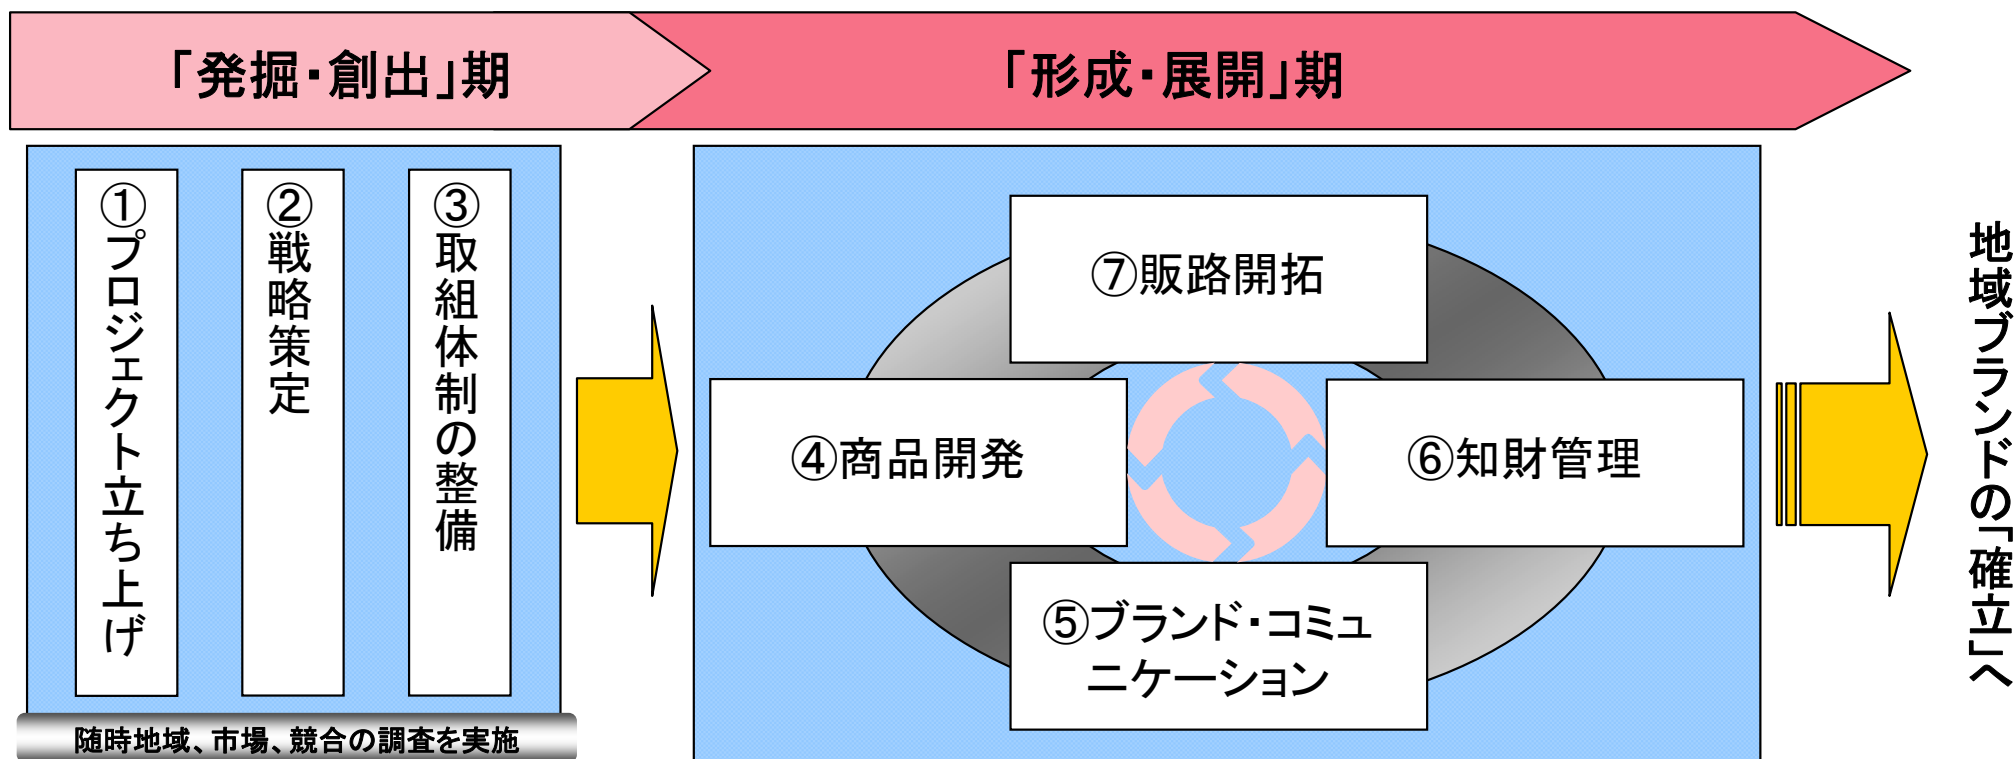 「発掘・創出」期
「形成・展開」期
①プロジェクト立ち上げ
②戦略策定
③取組体制の整備
随時地域、市場、競合の調査を実施
⑦販路開拓
④商品開発
⑥知財管理
⑤ブランド・コミュ
ニケーション
地域ブランドの「確立」へ